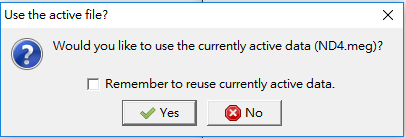 Use the active file?
Would you like to use the currently active data (ND4.meg)?
Remember to reuse currently active data.
Yes
No